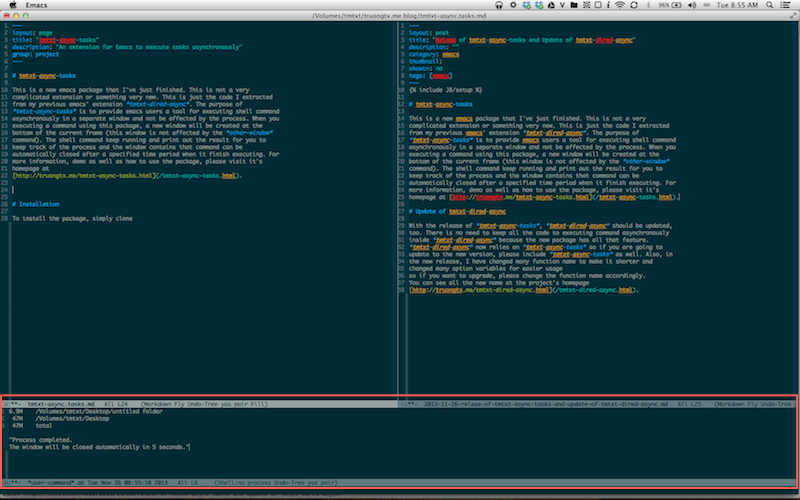 Emacs
96%
Tue 8:55 AM
/Volumes/tmtxt/truongtx.me blog/tmtxt-async.tasks.md
---
layout: page
title: "tmtxt-async-tasks"
description: "An extension for Emacs to execute tasks asynchronously"
group: project
---
# tmtxt-async-tasks
This is a new emacs package that I've just finished. This is not a very
complicated extension or something very new. This is just the code I extracted
from my previous emacs' extension *tmtxt-dired-async*. The purpose of
*tmtxt-async-tasks* is to provide emacs users a tool for executing shell command
asynchronously in a separate window and not be affected by the process. When you
executing a command using this package, a new window will be created at the
bottom of the current frame (this window is not affected by the *other-window*
command). The shell command keep running and print out the result for you to
keep track of the process and the window contains that command can be
automatically closed after a specified time period when it finish executing. For
more information, demo as well as how to use the package, please visit it's
homepage at
[http://truongtx.me/tmtxt-async-tasks.html](/tmtxt-async-tasks.html).
# Installation
To install the package, simply clone
---
layout: post
title: "Relase of tmtxt-async-tasks and Update of tmtxt-dired-async"
description: ""
category: emacs
thumbnail:
showtn: no
tags: [emacs]
---
{% include JB/setup %}
# tmtxt-async-tasks
This is a new emacs package that I've just finished. This is not a very
complicated extension or something very new. This is just the code I extracted
from my previous emacs' extension *tmtxt-dired-async*. The purpose of
*tmtxt-async-tasks* is to provide emacs users a tool for executing shell command
asynchronously in a separate window and not be affected by the process. When you
executing a command using this package, a new window will be created at the
bottom of the current frame (this window is not affected by the *other-window*
command). The shell command keep running and print out the result for you to
keep track of the process and the window contains that command can be
automatically closed after a specified time period when it finish executing. For
more information, demo as well as how to use the package, please visit it's
homepage at [http://truongtx.me/tmtxt-async-tasks.html](/tmtxt-async-tasks.html).
# Update of tmtxt-dired-async
With the release of *tmtxt-async-tasks*, *tmtxt-dired-async* should be updated,
too. There is no need to keep all the code to executing command asynchronously
inside *tmtxt-dired-async* because the new package has all that feature.
*tmtxt-dired-async* now relies on *tmtxt-async-tasks* so if you are going to
update to the new version, please include *tmtxt-async-tasks* as well. Also, in
the new release, I have changed many function name to make it shorter and
changed many option variables for easier usage
so if you want to upgrade, please change the function name accordingly.
You can see all the new name at the project's homepage
[http://truongtx.me/tmtxt-dired-async.html](/tmtxt-dired-async.html).
U:**- tmtxt-async.tasks.md All L24 (Markdown Fly Undo-Tree yas pair Fill)
2013-11-26-relase-of-tmtxt-async-tasks-and-update-of-tmtxt-dired-async.md All L25 (Markdown Fly Undo-Tree
6.9M /Volumes/tmtxt/Desktop/untitled folder
47M /Volumes/tmtxt/Desktop
47M total
"Process completed.
The window will be closed automatically in 5 seconds."
U:**- *user-command* at Tue Nov 26 08:55:10 2013 All L6 (Shell:no process Undo-Tree yas pair)